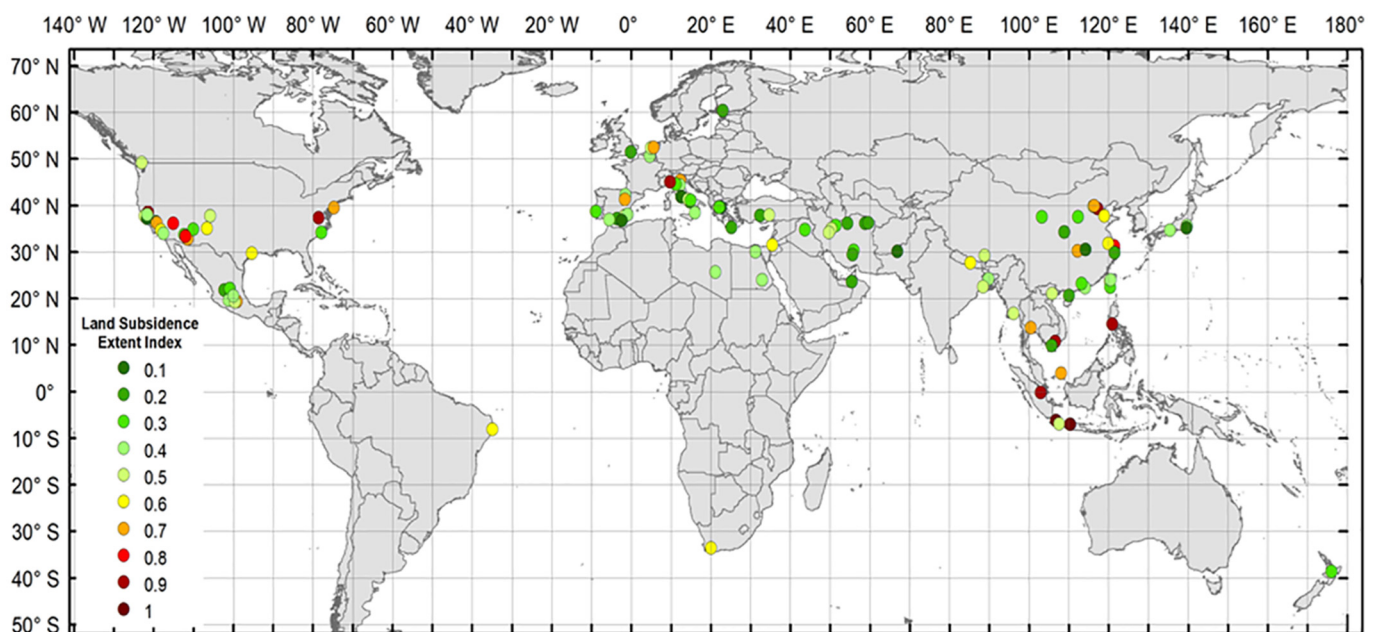 140° W 120° W 100° W 80° W 60° W 40° W 20° W 0° 20° E 40° E 60° E 80° E 100° E 120° E 140° E 160° E 180°
70° N
60° N
50° N
40° N
30° N
20° N
10° N
0°
10° S
20° S
30° S
40° S
50° S
Land Subsidence
Extent Index
0.1
0.2
0.3
0.4
0.5
0.6
0.7
0.8
0.9
1